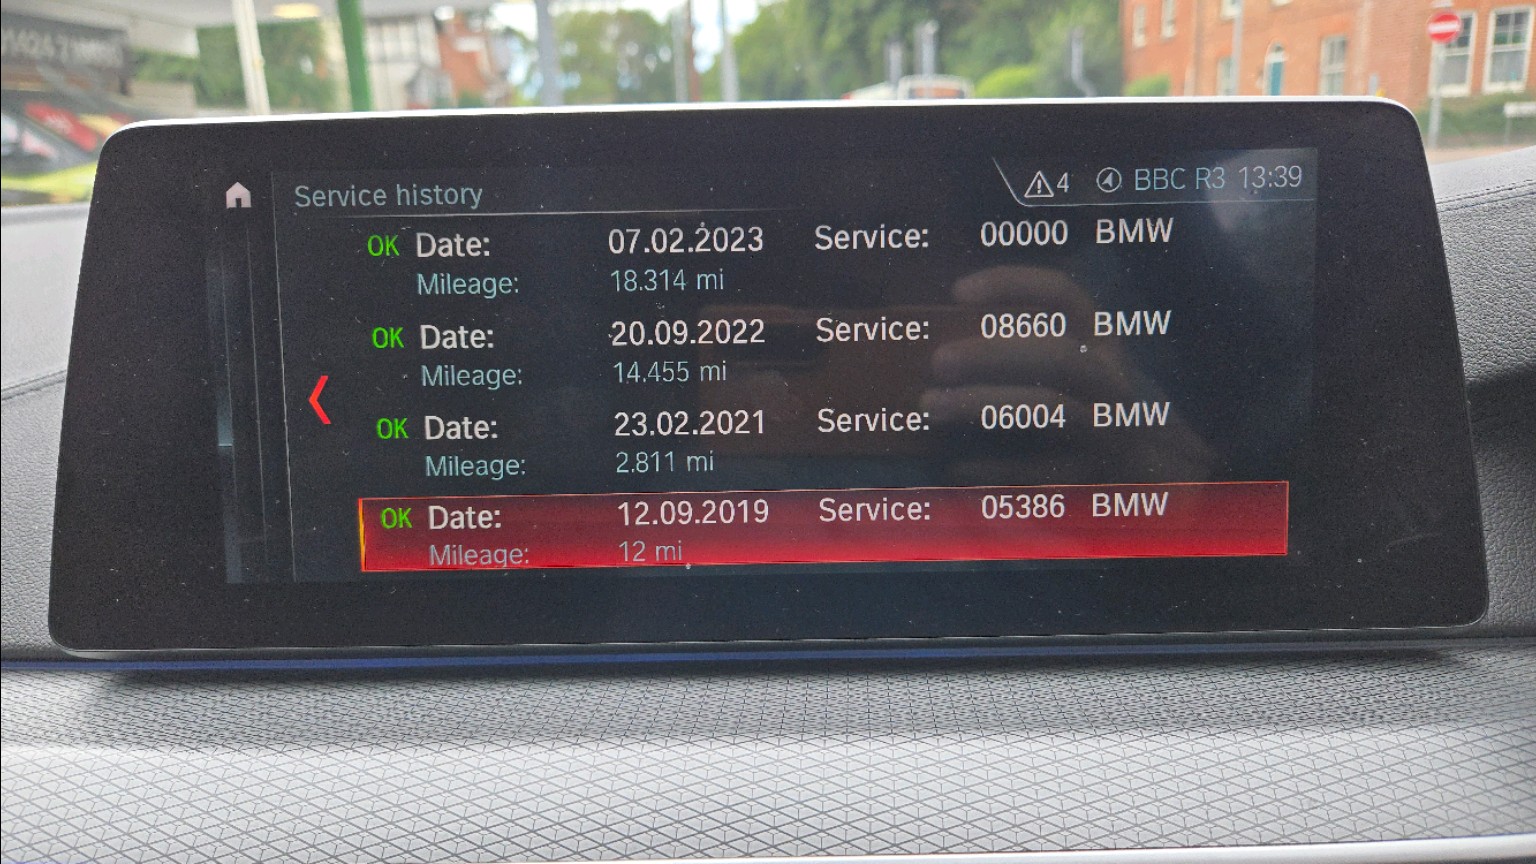 Service history
4 BBC R3 13:39
OK Date: 07.02.2023 Service: 00000 BMW
Mileage: 18.314 mi
OK Date: 20.09.2022 Service: 08660 BMW
Mileage: 14.455 mi
OK Date: 23.02.2021 Service: 06004 BMW
Mileage: 2.811 mi
OK Date: 12.09.2019 Service: 05386 BMW
Mileage: 12 mi